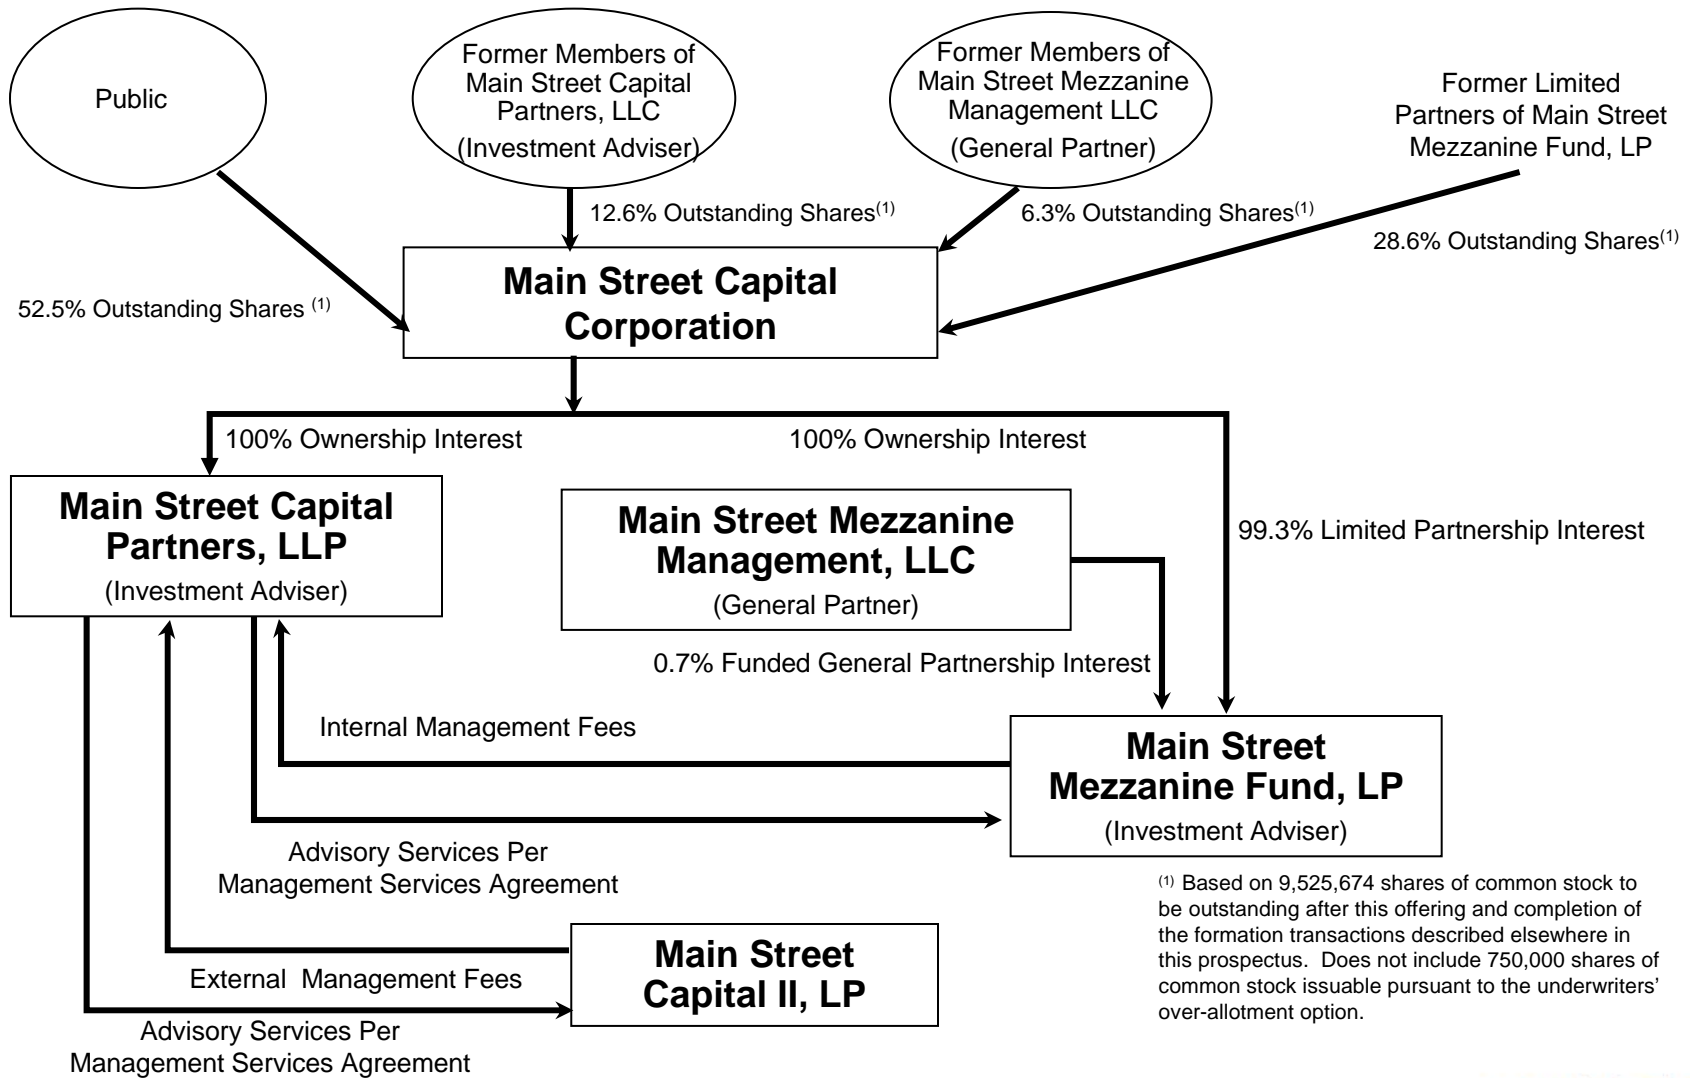 Public
Former Members of
Main Street Capital
Partners, LLC
(Investment Adviser)
Former Members of
Main Street Mezzanine
Management LLC
(General Partner)
Former Limited
Partners of Main Street
Mezzanine Fund, LP
12.6% Outstanding Shares(1)
6.3% Outstanding Shares(1)
28.6% Outstanding Shares(1)
52.5% Outstanding Shares (1)
Main Street Capital
Corporation
100% Ownership Interest
100% Ownership Interest
Main Street Capital
Partners, LLP
(Investment Adviser)
Main Street Mezzanine
Management, LLC
(General Partner)
99.3% Limited Partnership Interest
0.7% Funded General Partnership Interest
Internal Management Fees
Main Street
Mezzanine Fund, LP
(Investment Adviser)
Advisory Services Per
Management Services Agreement
(1) Based on 9,525,674 shares of common stock to
be outstanding after this offering and completion of
the formation transactions described elsewhere in
this prospectus.  Does not include 750,000 shares of
common stock issuable pursuant to the underwriters’
over-allotment option.
Main Street
Capital II, LP
External  Management Fees
Advisory Services Per
Management Services Agreement